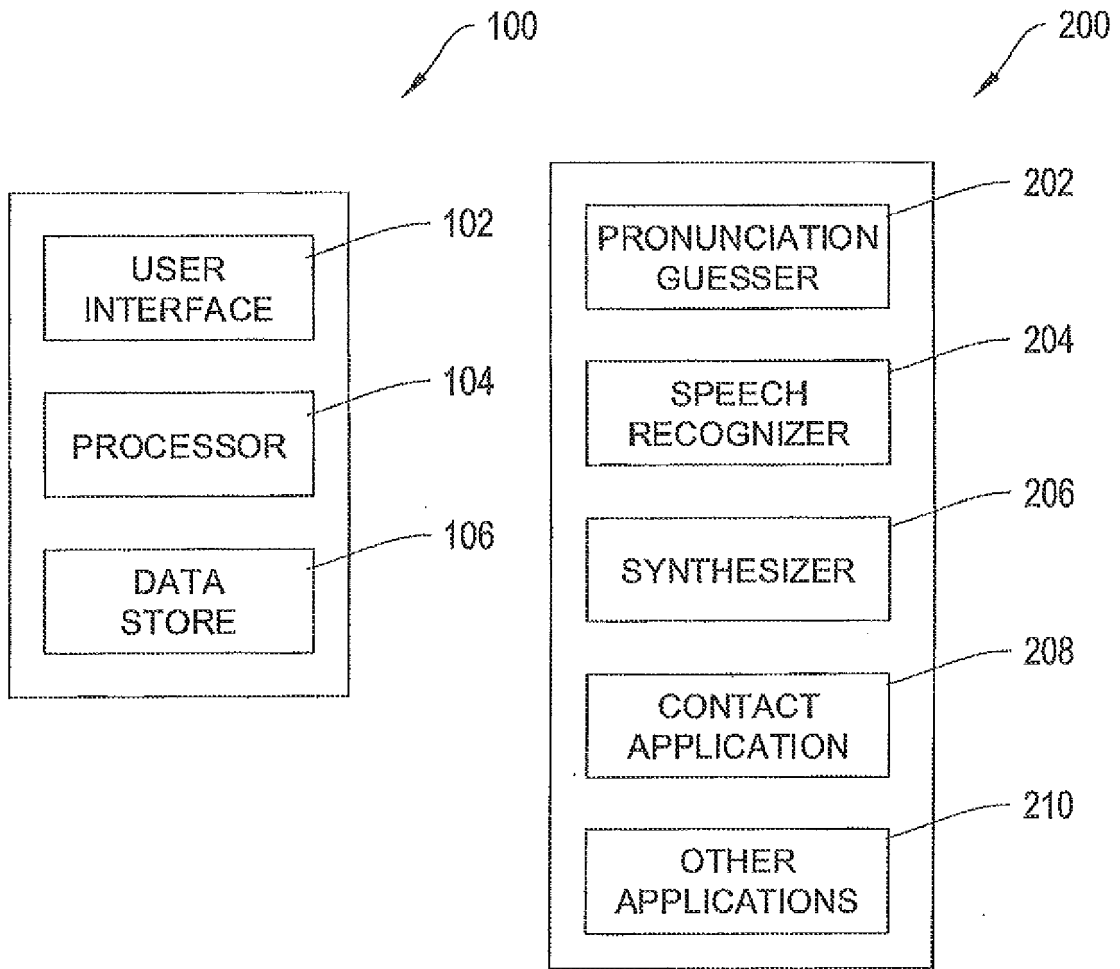 100
102
USER
INTERFACE
104
PROCESSOR
106
DATA
STORE
200
202
PRONUNCIATION
GUESSER
204
SPEECH
RECOGNIZER
206
SYNTHESIZER
208
CONTACT
APPLICATION
210
OTHER
APPLICATIONS